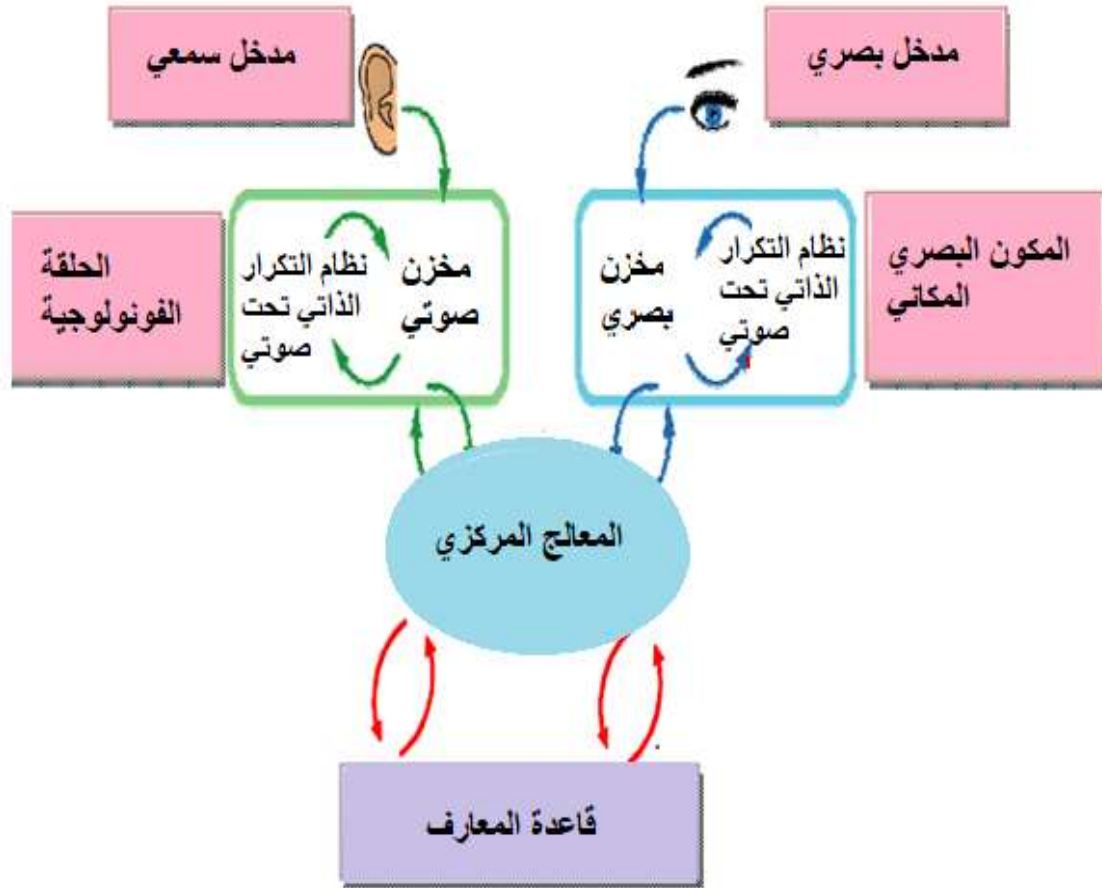 مدخل بصري
مدخل سمعي
المكون البصري
المكاني
نظام التكرار
الذاتي تحت
صوتي
مخزن
بصري
مخزن
صوتي
نظام التكرار
الذاتي تحت
صوتي
الحلقة
الفونولوجية
المعالج المركزي
قاعدة المعارف